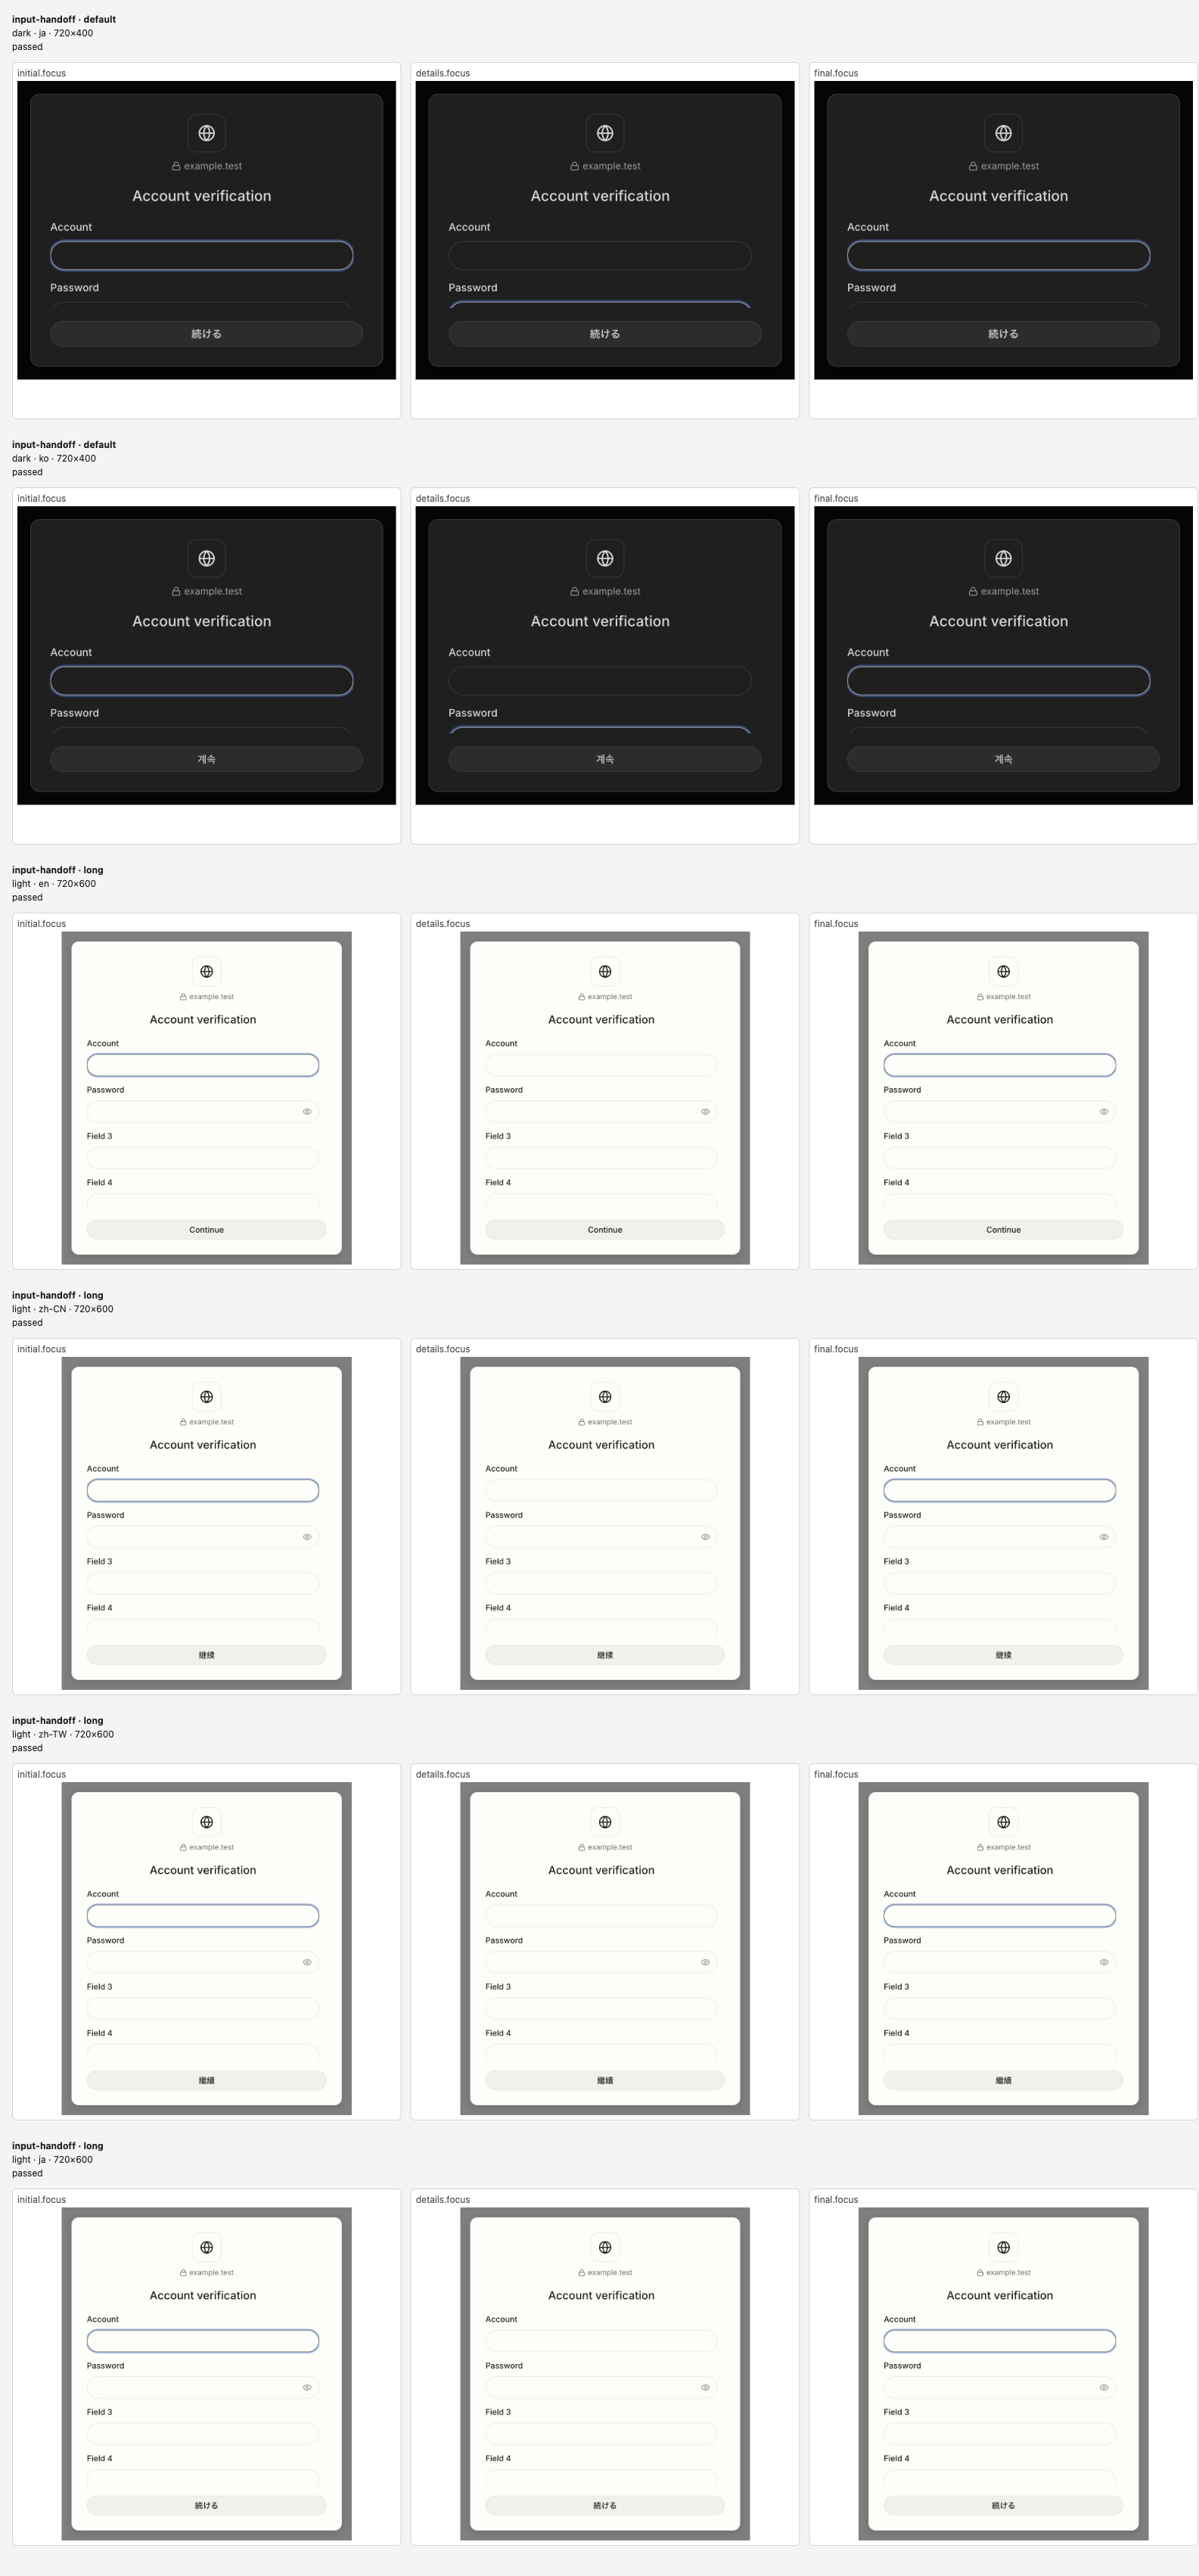 input-handoff · default
dark · ja · 720×400
passed
initial.focus
details.focus
final.focus
example.test
example.test
example.test
Account verification
Account verification
Account verification
Account
Account
Account
Password
Password
Password
続ける
続ける
続ける
input-handoff · default
dark · ko · 720×400
passed
initial.focus
details.focus
final.focus
example.test
example.test
example.test
Account verification
Account verification
Account verification
Account
Account
Account
Password
Password
Password
계속
계속
계속
input-handoff · long
light · en · 720×600
passed
initial.focus
details.focus
final.focus
example.test
example.test
example.test
Account verification
Account verification
Account verification
Account
Account
Account
Password
Password
Password
Field 3
Field 3
Field 3
Field 4
Field 4
Field 4
Continue
Continue
Continue
input-handoff · long
light · zh-CN · 720×600
passed
initial.focus
details.focus
final.focus
example.test
example.test
example.test
Account verification
Account verification
Account verification
Account
Account
Account
Password
Password
Password
Field 3
Field 3
Field 3
Field 4
Field 4
Field 4
继续
继续
继续
input-handoff · long
light · zh-TW · 720×600
passed
initial.focus
details.focus
final.focus
example.test
example.test
example.test
Account verification
Account verification
Account verification
Account
Account
Account
Password
Password
Password
Field 3
Field 3
Field 3
Field 4
Field 4
Field 4
繼續
繼續
繼續
input-handoff · long
light · ja · 720×600
passed
initial.focus
details.focus
final.focus
example.test
example.test
example.test
Account verification
Account verification
Account verification
Account
Account
Account
Password
Password
Password
Field 3
Field 3
Field 3
Field 4
Field 4
Field 4
続ける
続ける
続ける